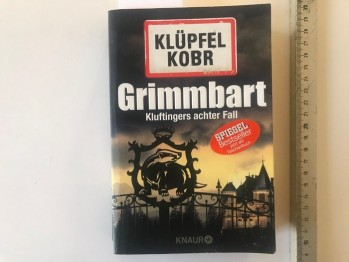 KLÜPFEL
KOBR
Grimmbart
Kluftingers achter Fall
SPIEGEL
Bestseller
KNAUR